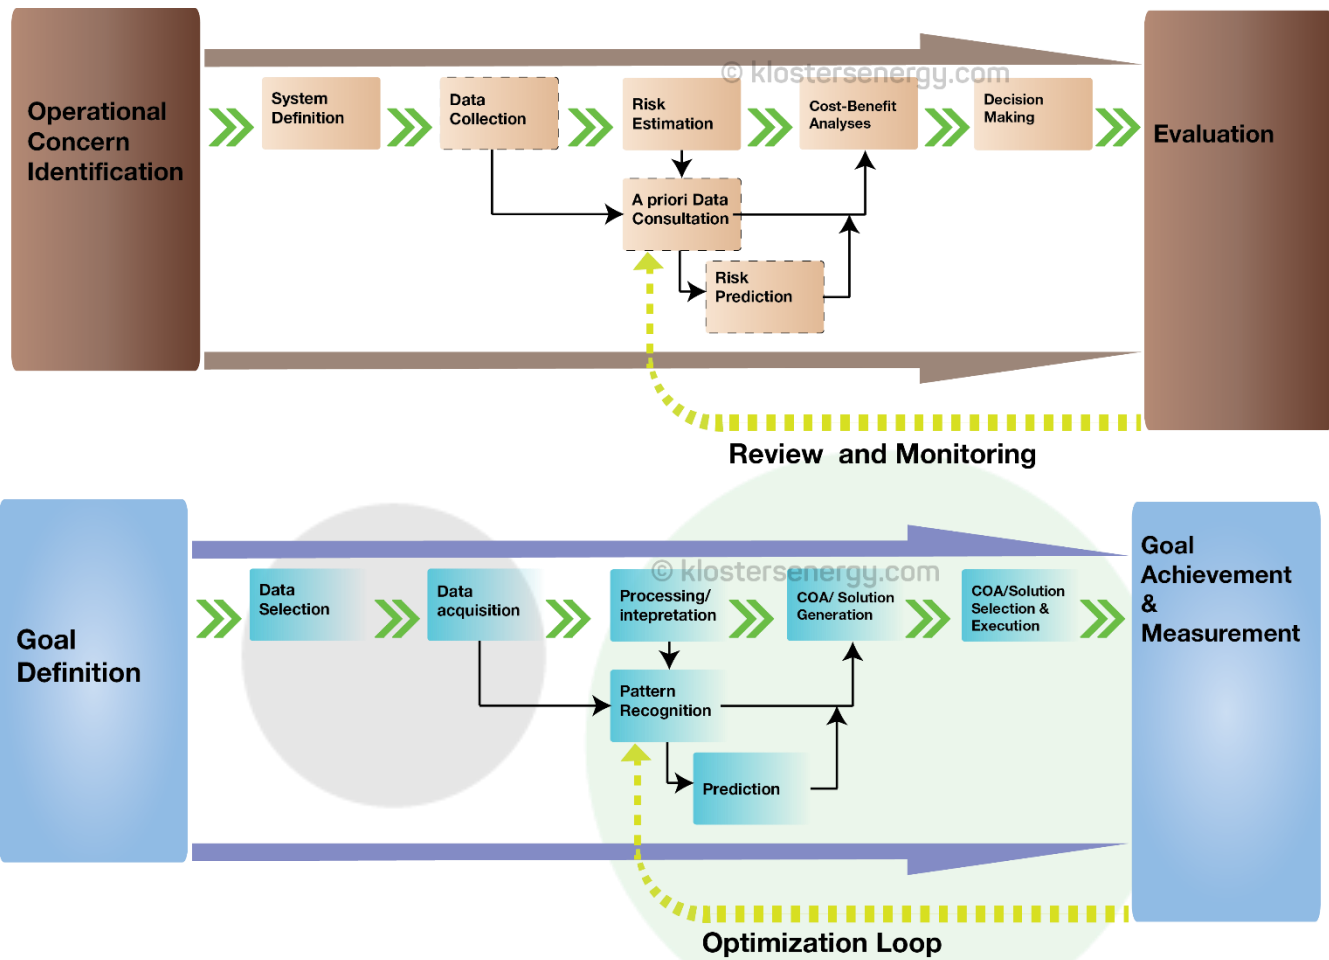 Operational
Concern
Identification
System
Definition
Data
Collection
Risk
Estimation
© klostersenergy.com
Cost-Benefit
Analyses
Decision
Making
Evaluation
A priori Data
Consultation
Risk
Prediction
Review and Monitoring
Goal
Definition
Data
Selection
Data
acquisition
Processing/
intepretation
© klostersenergy.com
COA/ Solution
Generation
COA/Solution
Selection &
Execution
Goal
Achievement
&
Measurement
Pattern
Recognition
Prediction
Optimization Loop